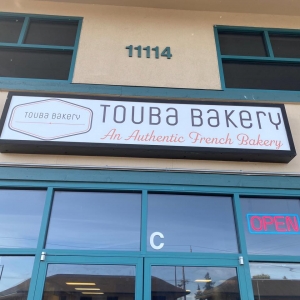 11114
TOUBA BAKERY
TOUBA BAKERY
An Authentic French Bakery
C
OPEN